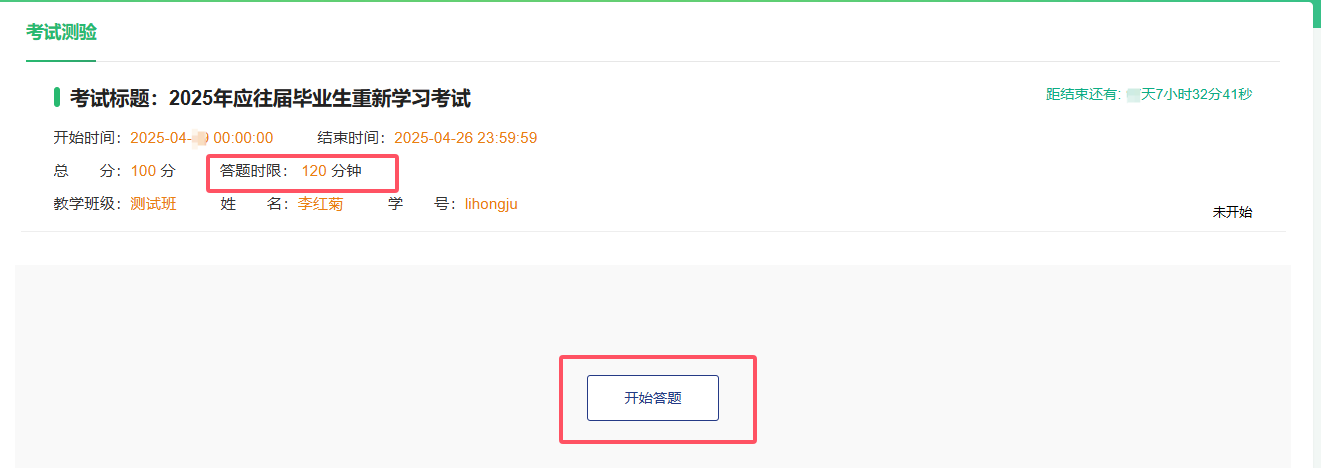 考试测验
考试标题：2025年应往届毕业生重新学习考试
距结束还有: 天7小时32分41秒
开始时间：2025-04- 9 00:00:00 结束时间：2025-04-26 23:59:59
总 分：100 分 答题时限： 120 分钟
教学班级：测试班 姓 名：李红菊 学 号：lihongju
未开始
开始答题